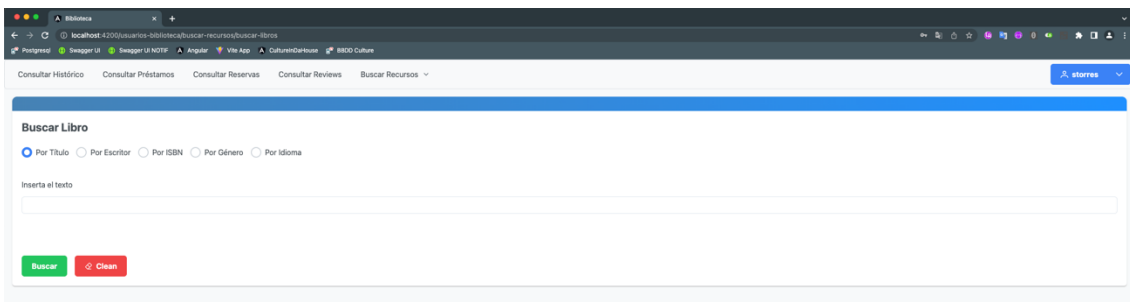 Biblioteca
localhost:4200/usuarios-biblioteca/buscar-recursos/buscar-libros
Postgresql Swagger UI Swagger UI NOTIF Angular Vite App CultureInDaHouse BBDD Culture
Consultar Histórico Consultar Préstamos Consultar Reservas Consultar Reviews Buscar Recursos storres
Buscar Libro
Por Título Por Escritor Por ISBN Por Género Por Idioma
Inserta el texto
Buscar Clean